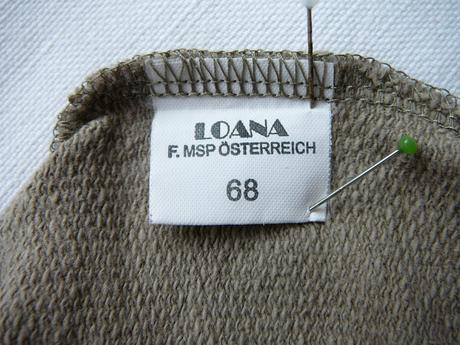 LOANA
F. MSP ÖSTERREICH
68